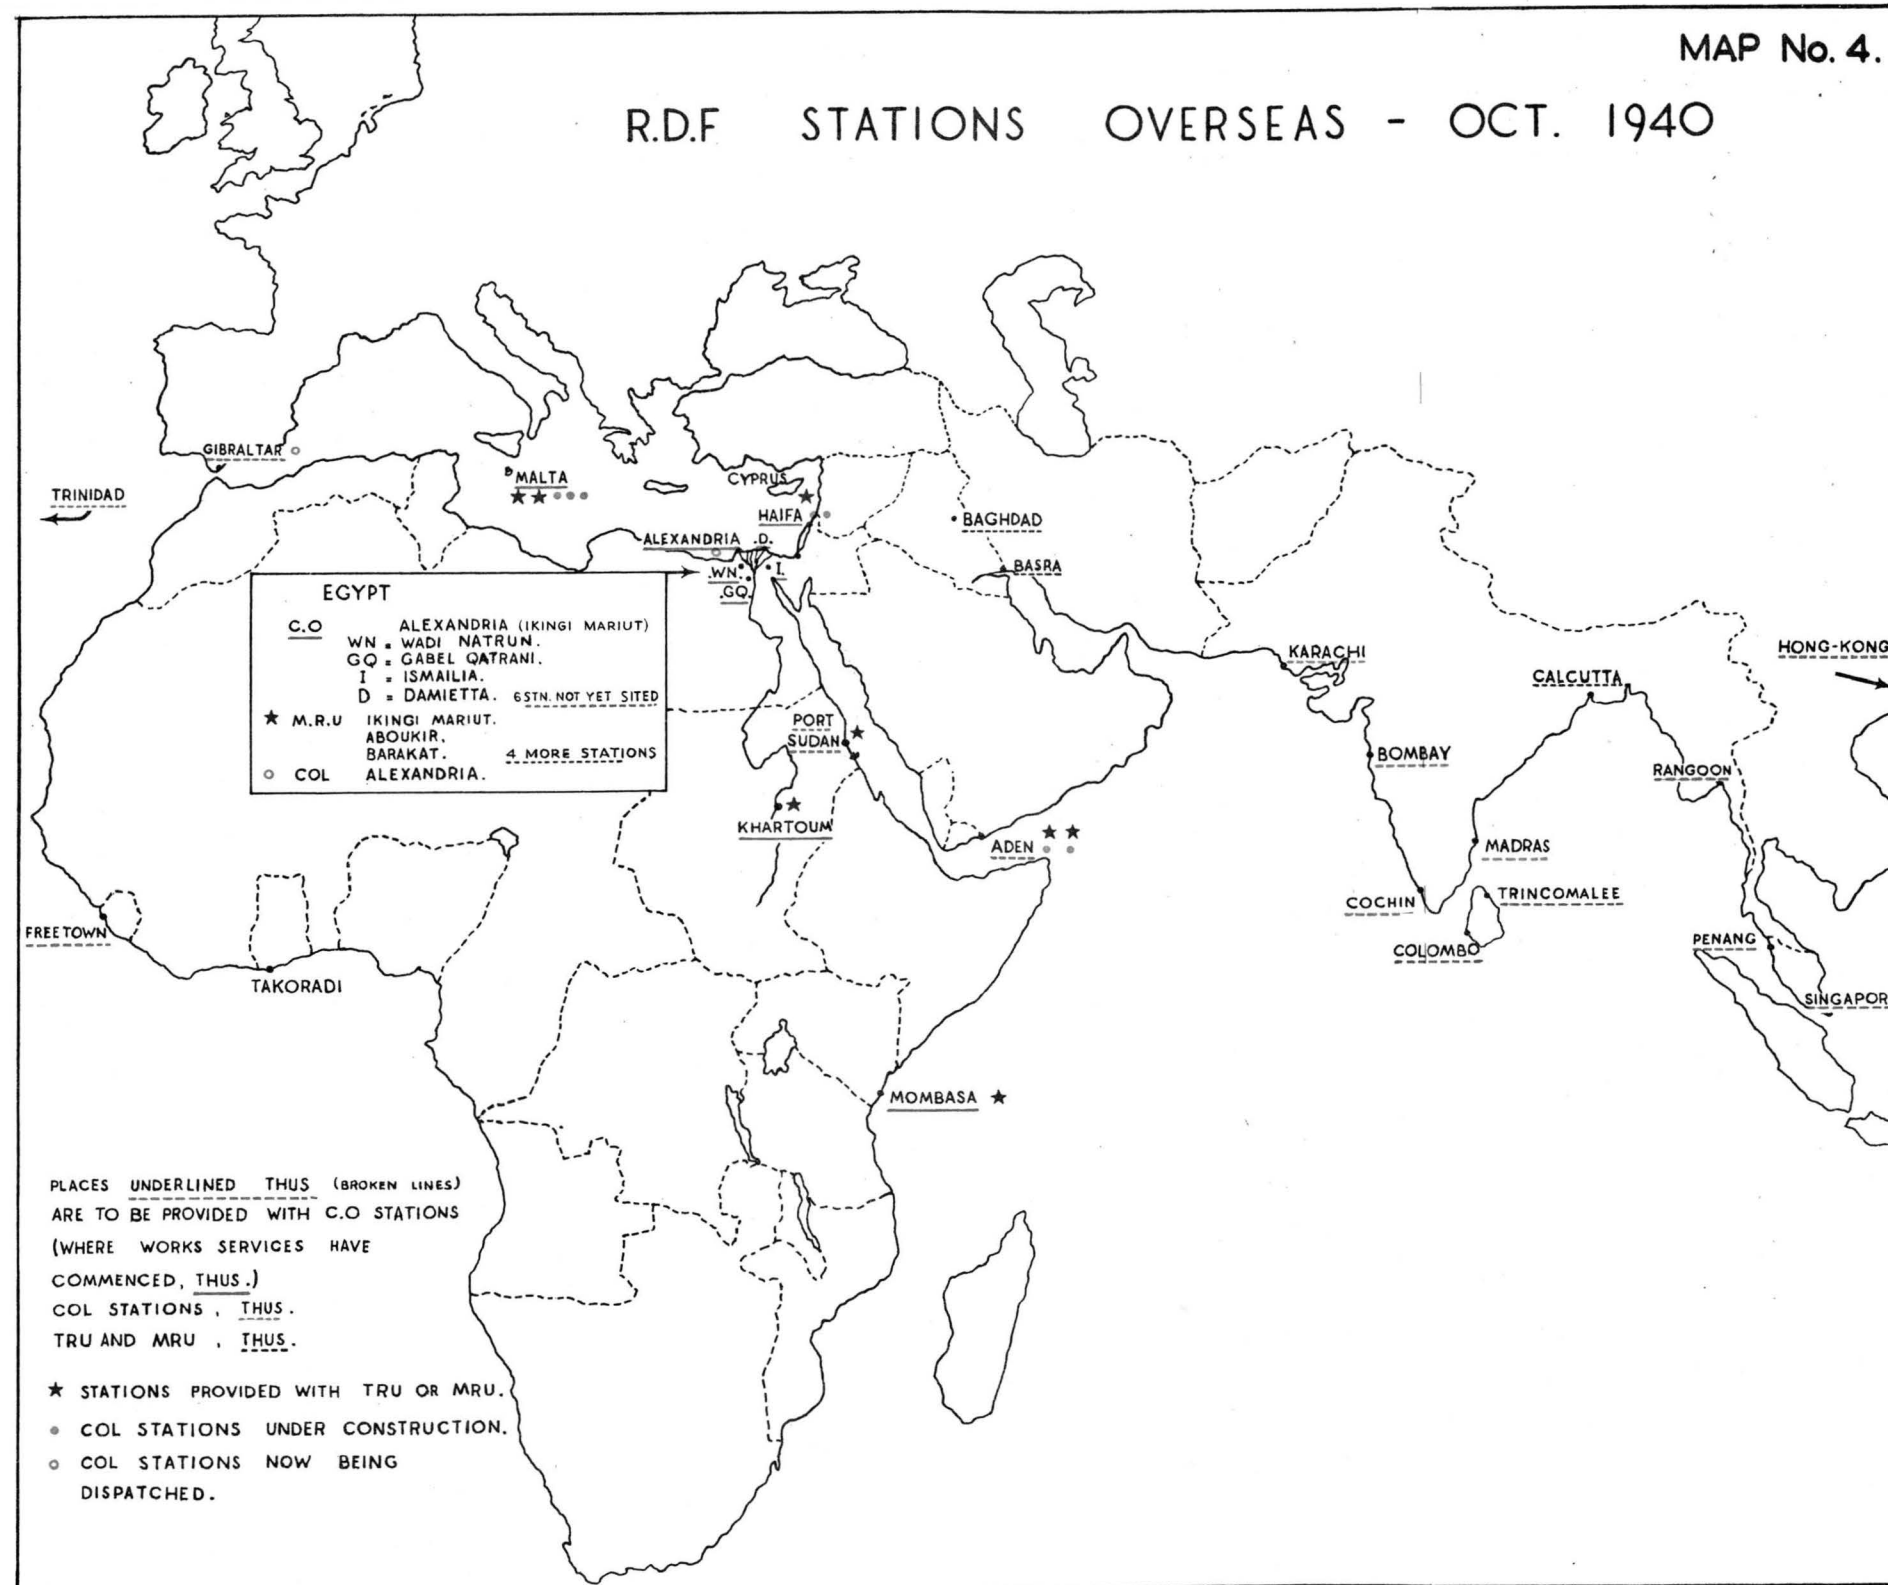 MAP No. 4.
R.D.F STATIONS OVERSEAS - OCT. 1940
GIBRALTAR
TRINIDAD
MALTA
CYPRUS
HAIFA
BAGHDAD
ALEXANDRIA .D.
BASRA
.WN.
I.
.GQ.
EGYPT
C.O ALEXANDRIA (IKINGI MARIUT)
WN = WADI NATRUN.
GQ = GABEL QATRANI.
I = ISMAILIA.
D = DAMIETTA. 6 STN. NOT YET SITED
★ M.R.U IKINGI MARIUT.
ABOUKIR.
BARAKAT. 4 MORE STATIONS
○ COL ALEXANDRIA.
KARACHI
HONG-KONG
CALCUTTA
PORT
SUDAN
BOMBAY
RANGOON
KHARTOUM
ADEN
MADRAS
COCHIN
TRINCOMALEE
FREETOWN
COLOMBO
PENANG
TAKORADI
SINGAPOR
MOMBASA
PLACES UNDERLINED THUS (BROKEN LINES)
ARE TO BE PROVIDED WITH C.O STATIONS
(WHERE WORKS SERVICES HAVE
COMMENCED, THUS.)
COL STATIONS , THUS.
TRU AND MRU , THUS.
★ STATIONS PROVIDED WITH TRU OR MRU.
● COL STATIONS UNDER CONSTRUCTION.
○ COL STATIONS NOW BEING
DISPATCHED.